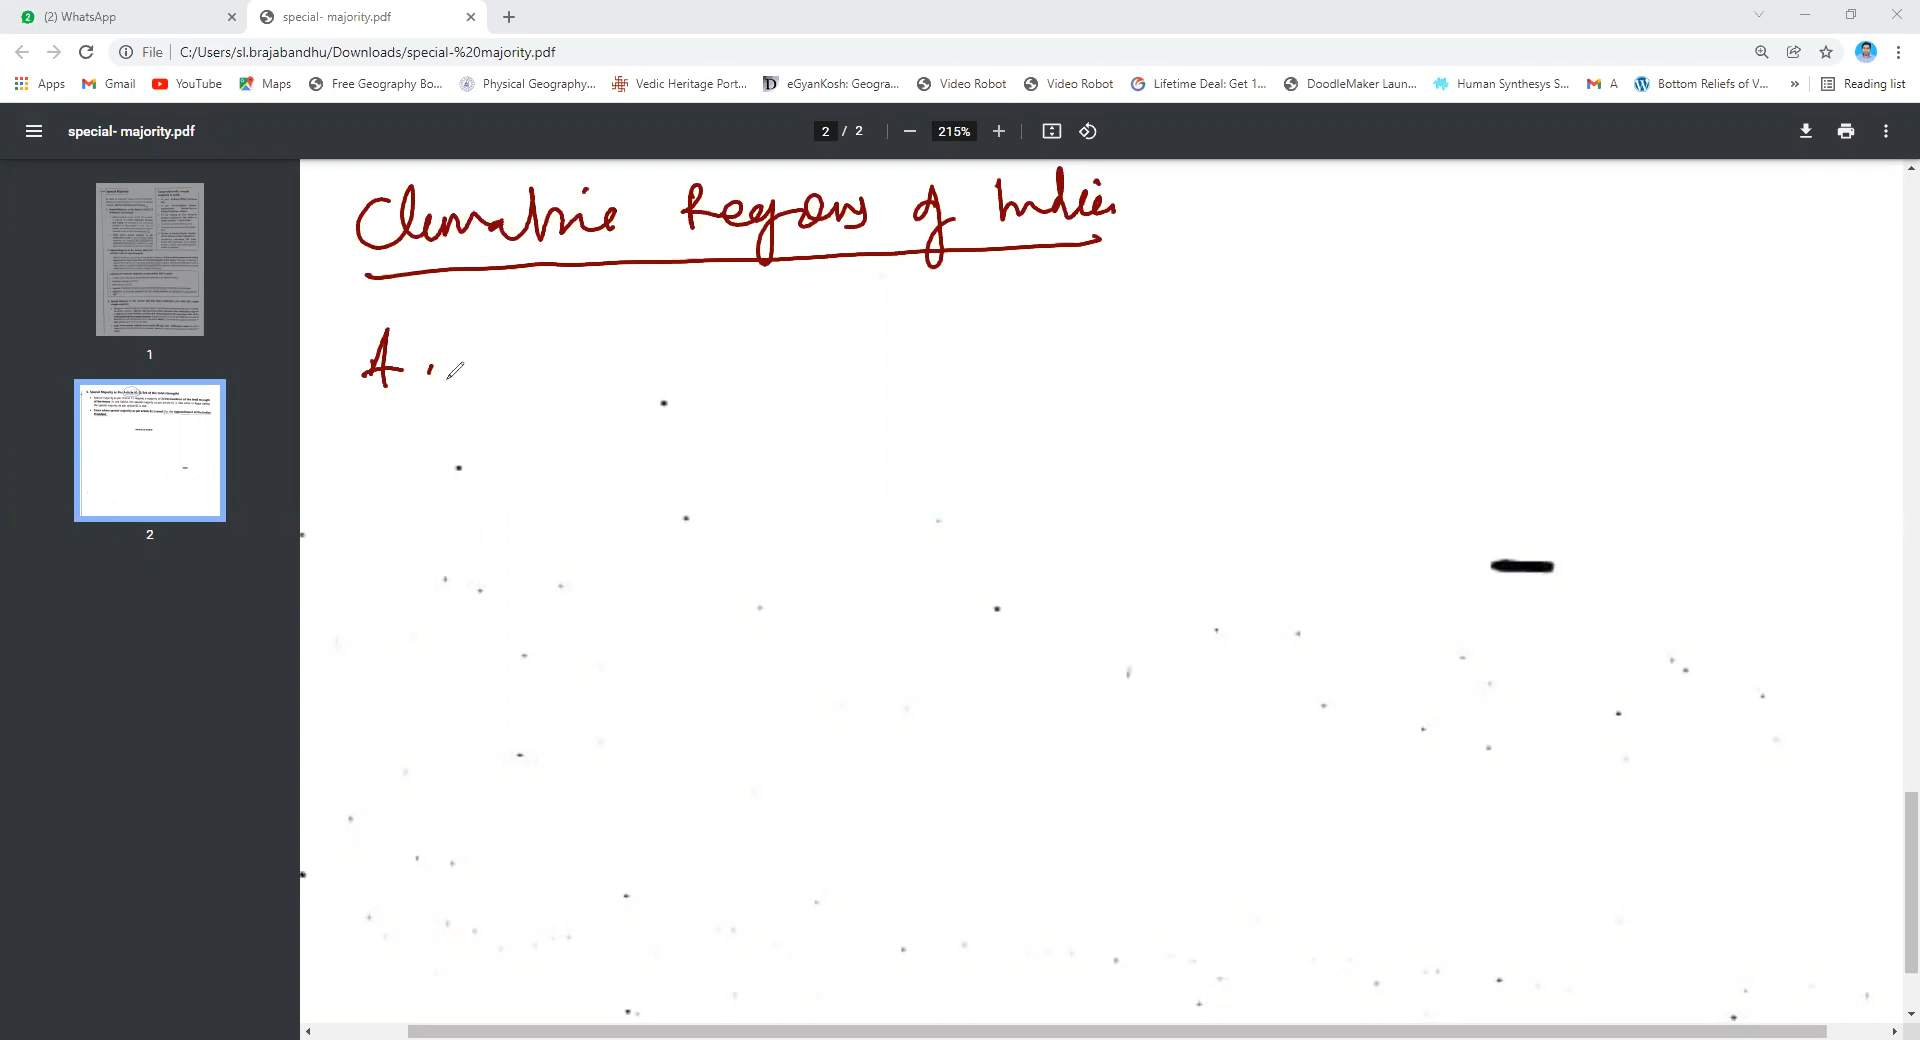 (2) WhatsApp
special- majority.pdf
File C:/Users/sl.brajabandhu/Downloads/special-%20majority.pdf
Apps Gmail YouTube Maps Free Geography Bo... Physical Geography... Vedic Heritage Port... eGyanKosh: Geogra... Video Robot Video Robot Lifetime Deal: Get 1... DoodleMaker Laun... Human Synthesys S... A Bottom Reliefs of V... » Reading list
special- majority.pdf 2 / 2 215%
Climatic Regions of India
A .
1
2